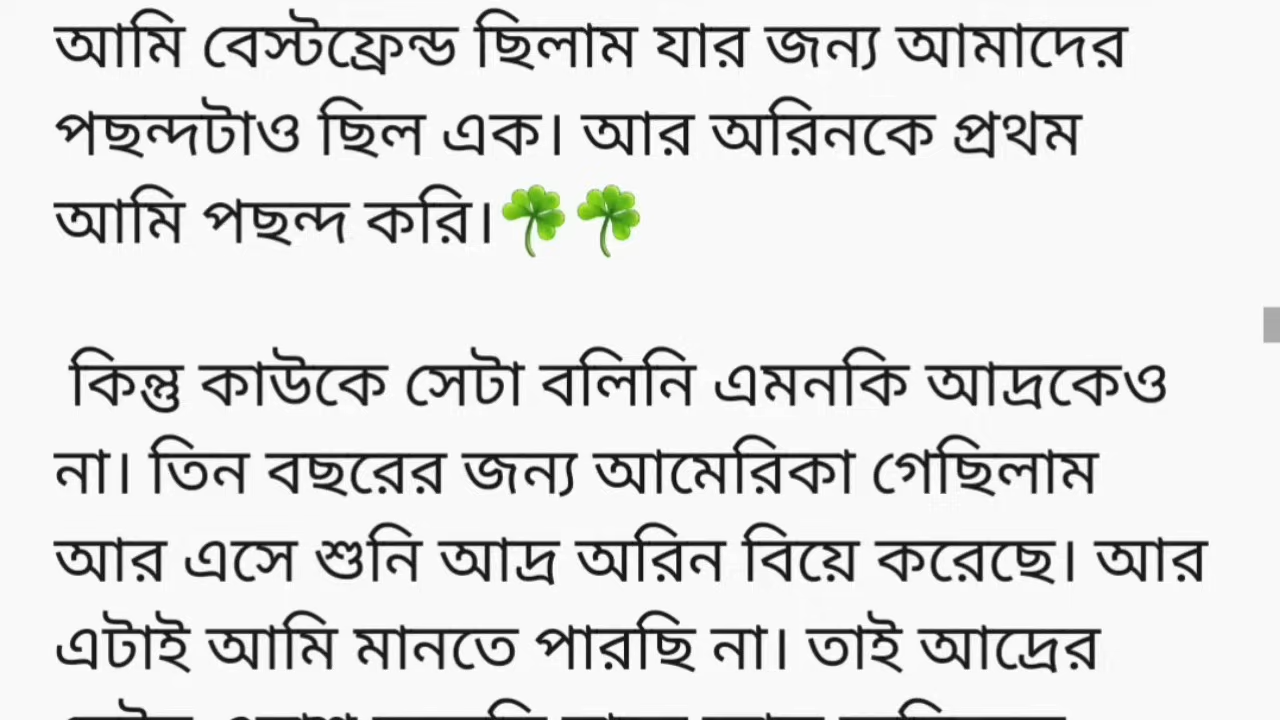 আমি বেস্টফ্রেন্ড ছিলাম যার জন্য আমাদের
পছন্দটাও ছিল এক। আর অরিনকে প্রথম
আমি পছন্দ করি।☘️☘️
কিন্তু কাউকে সেটা বলিনি এমনকি আদ্রকেও
না। তিন বছরের জন্য আমেরিকা গেছিলাম
আর এসে শুনি আদ্র অরিন বিয়ে করেছে। আর
এটাই আমি মানতে পারছি না। তাই আদ্রের